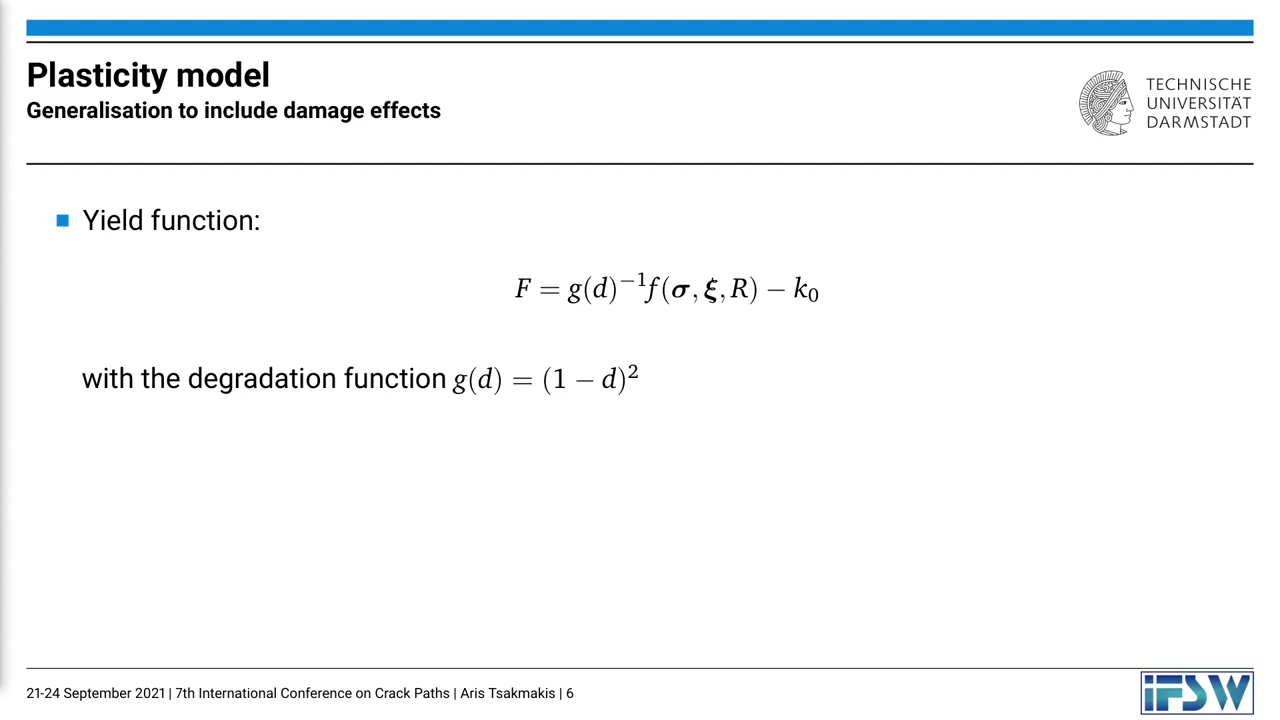 Plasticity model
Generalisation to include damage effects
TECHNISCHE
UNIVERSITÄT
DARMSTADT
Yield function:
F = g(d)⁻¹f(σ, ξ, R) − k₀
with the degradation function g(d) = (1 − d)²
21-24 September 2021 | 7th International Conference on Crack Paths | Aris Tsakmakis | 6
iFSW